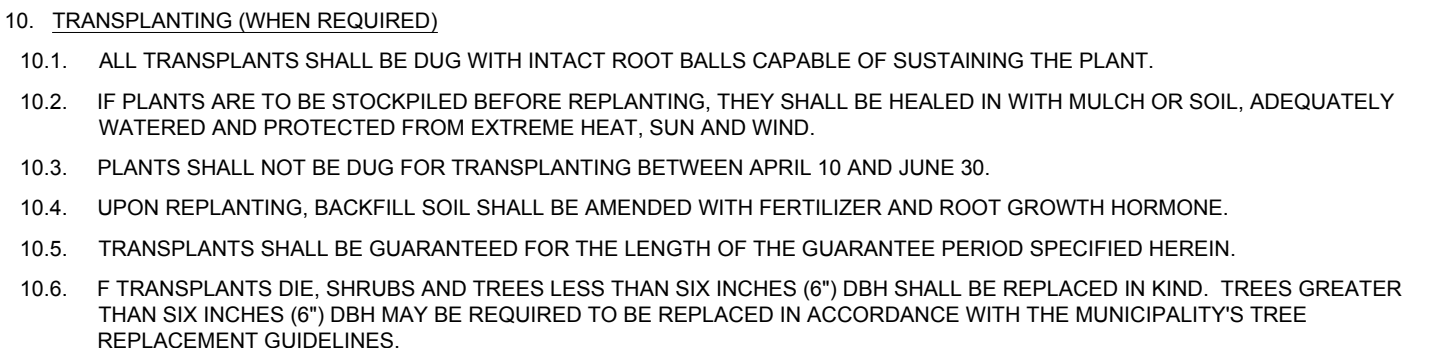 10. TRANSPLANTING (WHEN REQUIRED)
10.1. ALL TRANSPLANTS SHALL BE DUG WITH INTACT ROOT BALLS CAPABLE OF SUSTAINING THE PLANT.
10.2. IF PLANTS ARE TO BE STOCKPILED BEFORE REPLANTING, THEY SHALL BE HEALED IN WITH MULCH OR SOIL, ADEQUATELY
WATERED AND PROTECTED FROM EXTREME HEAT, SUN AND WIND.
10.3. PLANTS SHALL NOT BE DUG FOR TRANSPLANTING BETWEEN APRIL 10 AND JUNE 30.
10.4. UPON REPLANTING, BACKFILL SOIL SHALL BE AMENDED WITH FERTILIZER AND ROOT GROWTH HORMONE.
10.5. TRANSPLANTS SHALL BE GUARANTEED FOR THE LENGTH OF THE GUARANTEE PERIOD SPECIFIED HEREIN.
10.6. F TRANSPLANTS DIE, SHRUBS AND TREES LESS THAN SIX INCHES (6") DBH SHALL BE REPLACED IN KIND. TREES GREATER
THAN SIX INCHES (6") DBH MAY BE REQUIRED TO BE REPLACED IN ACCORDANCE WITH THE MUNICIPALITY'S TREE
REPLACEMENT GUIDELINES.